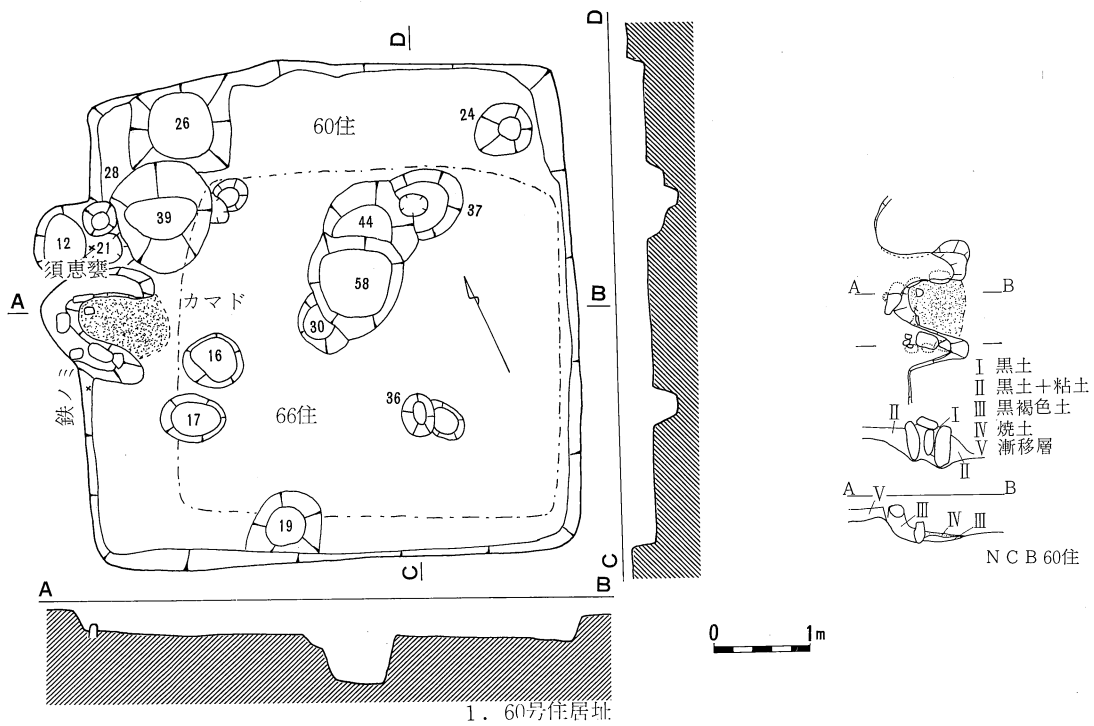 D
D
26
60住
24
28
39
44
37
12
21
須恵甕
58
A
カマド
B
30
16
36
鉄ノミ
17
66住
19
C
C
A
B
0 1m
1. 60号住居址
A
B
Ⅰ 黒土
Ⅱ 黒土+粘土
Ⅲ 黒褐色土
Ⅳ 焼土
Ⅴ 漸移層
Ⅱ
Ⅰ
Ⅱ
A
Ⅴ
B
Ⅲ
Ⅳ
Ⅲ
NCB60住